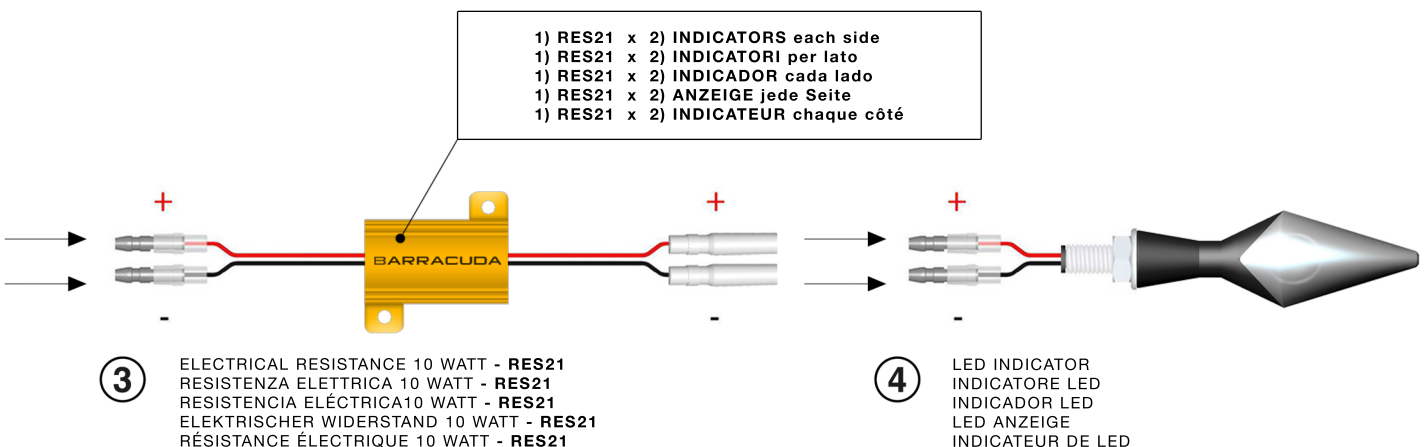 1) RES21 x 2) INDICATORS each side
1) RES21 x 2) INDICATORI per lato
1) RES21 x 2) INDICADOR cada lado
1) RES21 x 2) ANZEIGE jede Seite
1) RES21 x 2) INDICATEUR chaque côté
+ + +
BARRACUDA
- - -
3
ELECTRICAL RESISTANCE 10 WATT - RES21
RESISTENZA ELETTRICA 10 WATT - RES21
RESISTENCIA ELÉCTRICA10 WATT - RES21
ELEKTRISCHER WIDERSTAND 10 WATT - RES21
RÉSISTANCE ÉLECTRIQUE 10 WATT - RES21
4
LED INDICATOR
INDICATORE LED
INDICADOR LED
LED ANZEIGE
INDICATEUR DE LED